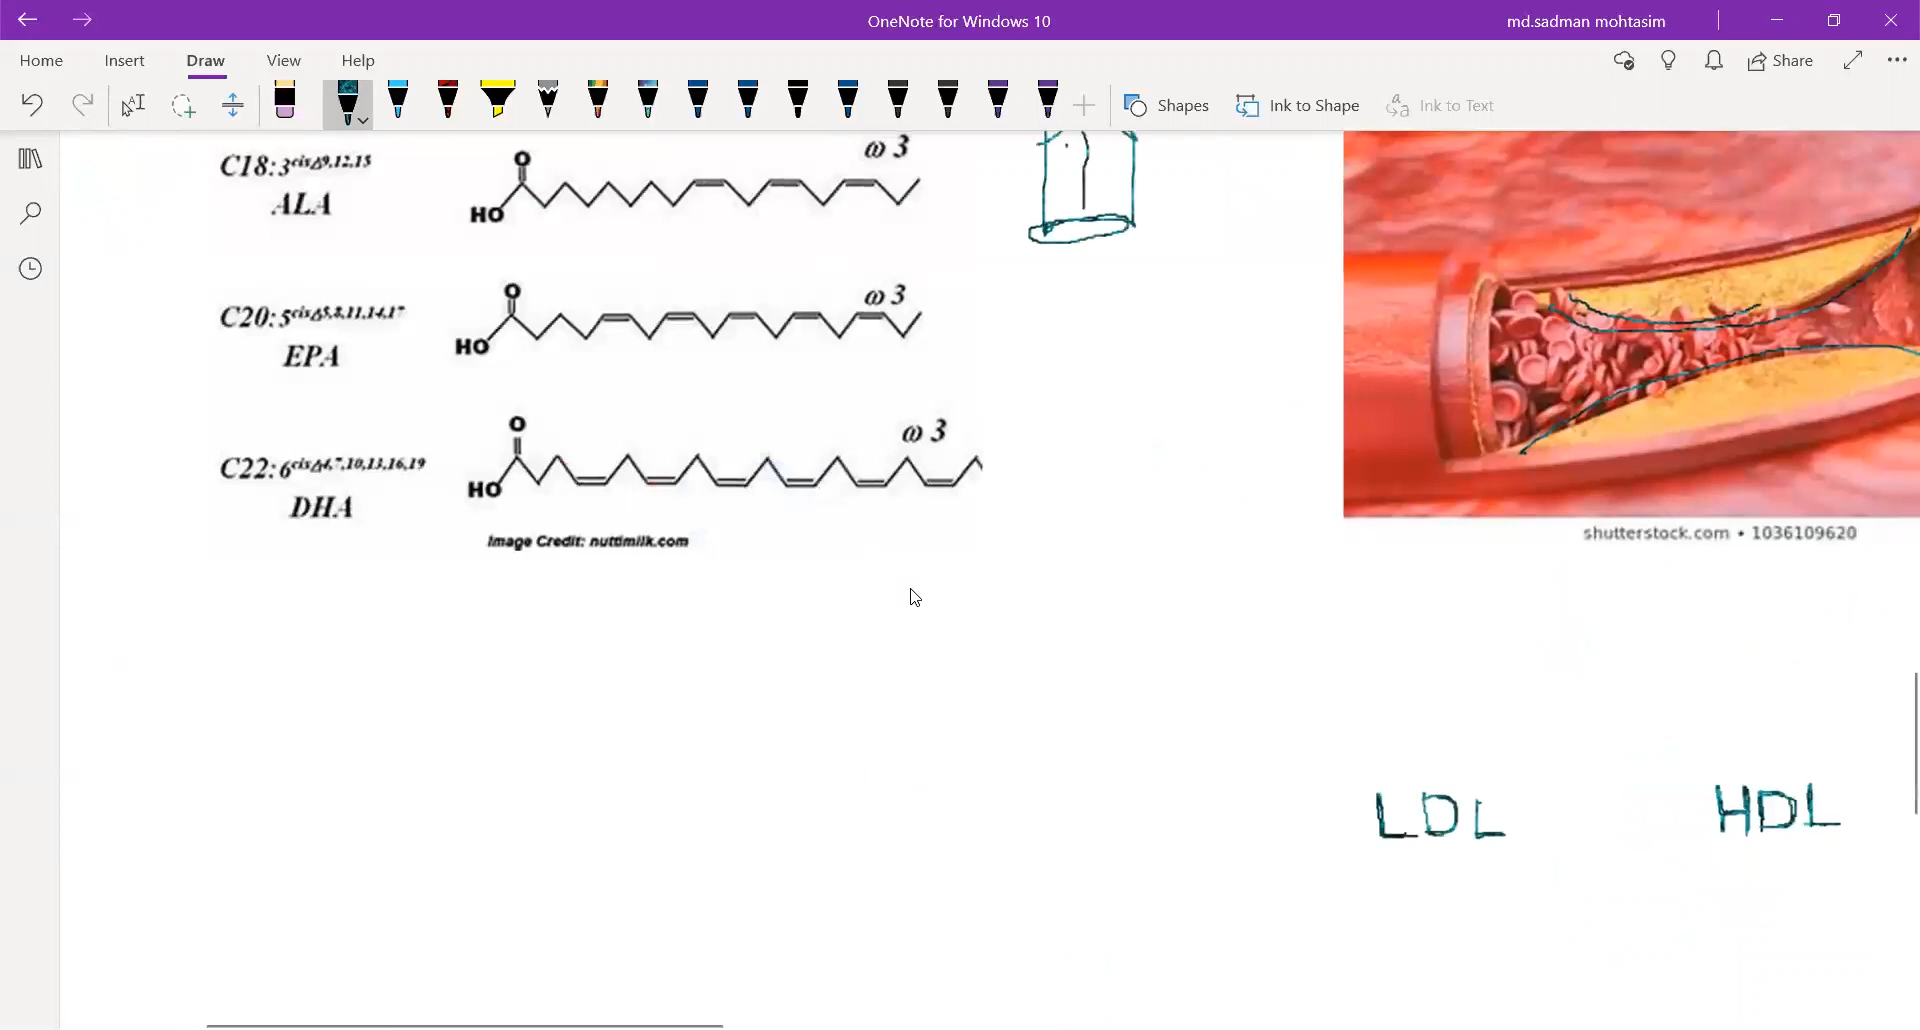 OneNote for Windows 10
md.sadman mohtasim
Home Insert Draw View Help
Share
Shapes Ink to Shape Ink to Text
C18:3cisΔ9,12,15
ALA
O
HO
ω 3
C20:5cisΔ5,8,11,14,17
EPA
O
HO
ω 3
C22:6cisΔ4,7,10,13,16,19
DHA
O
HO
ω 3
Image Credit: nuttimilk.com
shutterstock.com • 1036109620
LDL HDL